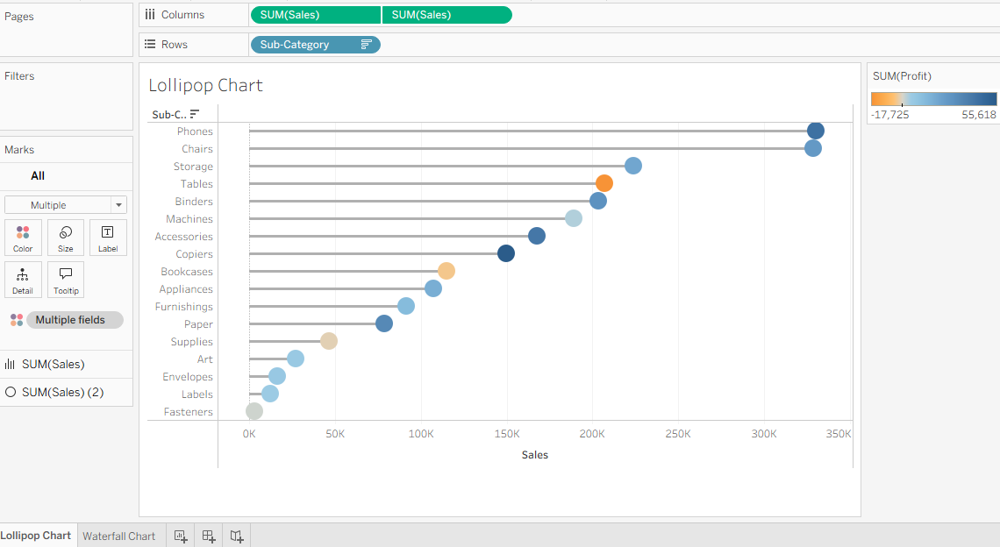 Pages
Columns
SUM(Sales)
SUM(Sales)
Rows
Sub-Category
Filters
Marks
All
Multiple
Color
Size
Label
Detail
Tooltip
Multiple fields
SUM(Sales)
SUM(Sales) (2)
Lollipop Chart
Sub-C..
Phones
Chairs
Storage
Tables
Binders
Machines
Accessories
Copiers
Bookcases
Appliances
Furnishings
Paper
Supplies
Art
Envelopes
Labels
Fasteners
0K 50K 100K 150K 200K 250K 300K 350K
Sales
SUM(Profit)
-17,725 55,618
Lollipop Chart
Waterfall Chart